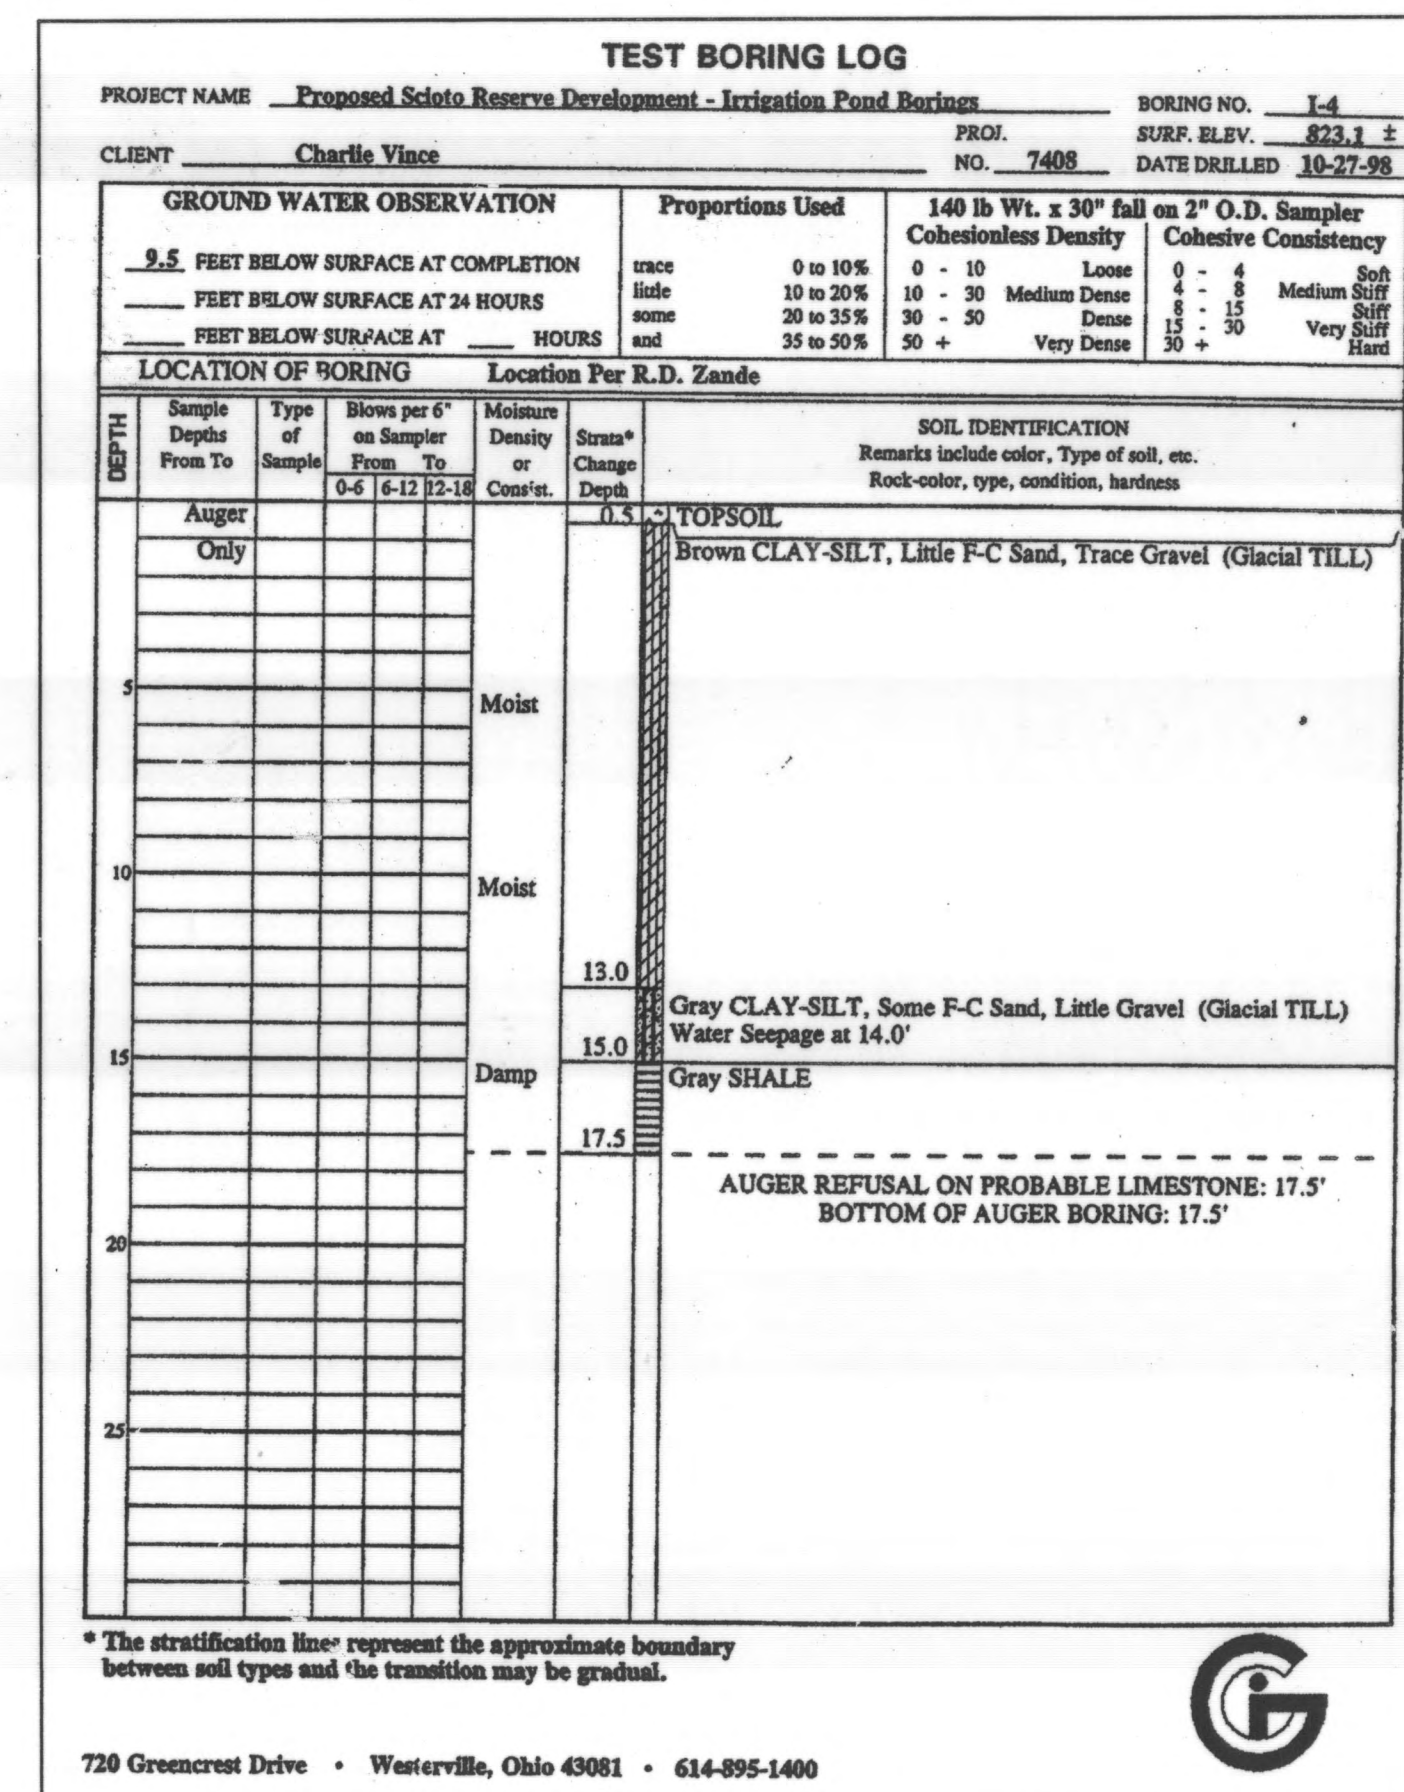 TEST BORING LOG
PROJECT NAME Proposed Scioto Reserve Development - Irrigation Pond Borings BORING NO. I-4
PROJ. SURF. ELEV. 823.1 ±
CLIENT Charlie Vince NO. 7408 DATE DRILLED 10-27-98
GROUND WATER OBSERVATION
9.5 FEET BELOW SURFACE AT COMPLETION
FEET BELOW SURFACE AT 24 HOURS
FEET BELOW SURFACE AT HOURS
Proportions Used
trace 0 to 10%
little 10 to 20%
some 20 to 35%
and 35 to 50%
140 lb Wt. x 30" fall on 2" O.D. Sampler
Cohesionless Density
0 - 10 Loose
10 - 30 Medium Dense
30 - 50 Dense
50 + Very Dense
Cohesive Consistency
0 - 4 Soft
4 - 8 Medium Stiff
8 - 15 Stiff
15 - 30 Very Stiff
30 + Hard
LOCATION OF BORING Location Per R.D. Zande
DEPTH
Sample
Depths
From To
Type
of
Sample
Blows per 6"
on Sampler
From To
0-6 6-12 12-18
Moisture
Density
or
Consist.
Strata*
Change
Depth
SOIL IDENTIFICATION
Remarks include color, Type of soil, etc.
Rock-color, type, condition, hardness
Auger 0.5 TOPSOIL
Only Brown CLAY-SILT, Little F-C Sand, Trace Gravel (Glacial TILL)
5 Moist
10 Moist
13.0
Gray CLAY-SILT, Some F-C Sand, Little Gravel (Glacial TILL)
Water Seepage at 14.0'
15 15.0
Damp Gray SHALE
17.5
AUGER REFUSAL ON PROBABLE LIMESTONE: 17.5'
BOTTOM OF AUGER BORING: 17.5'
20
25
* The stratification lines represent the approximate boundary
between soil types and the transition may be gradual.
720 Greencrest Drive • Westerville, Ohio 43081 • 614-895-1400